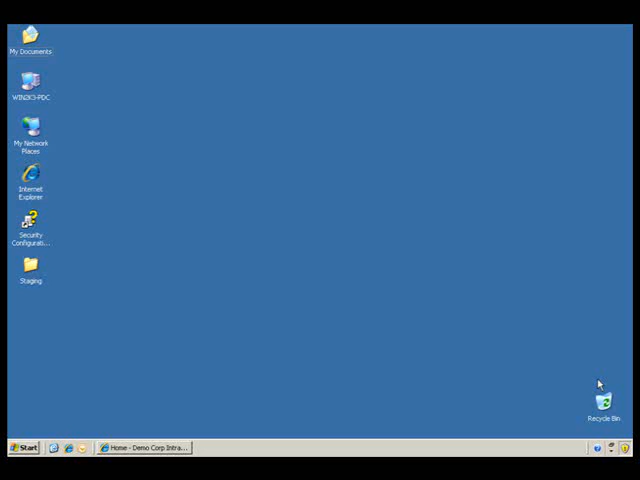 My Documents
WIN2K3-PDC
My Network
Places
Internet
Explorer
Security
Configurati...
Staging
Recycle Bin
Start
Home - Demo Corp Intra...